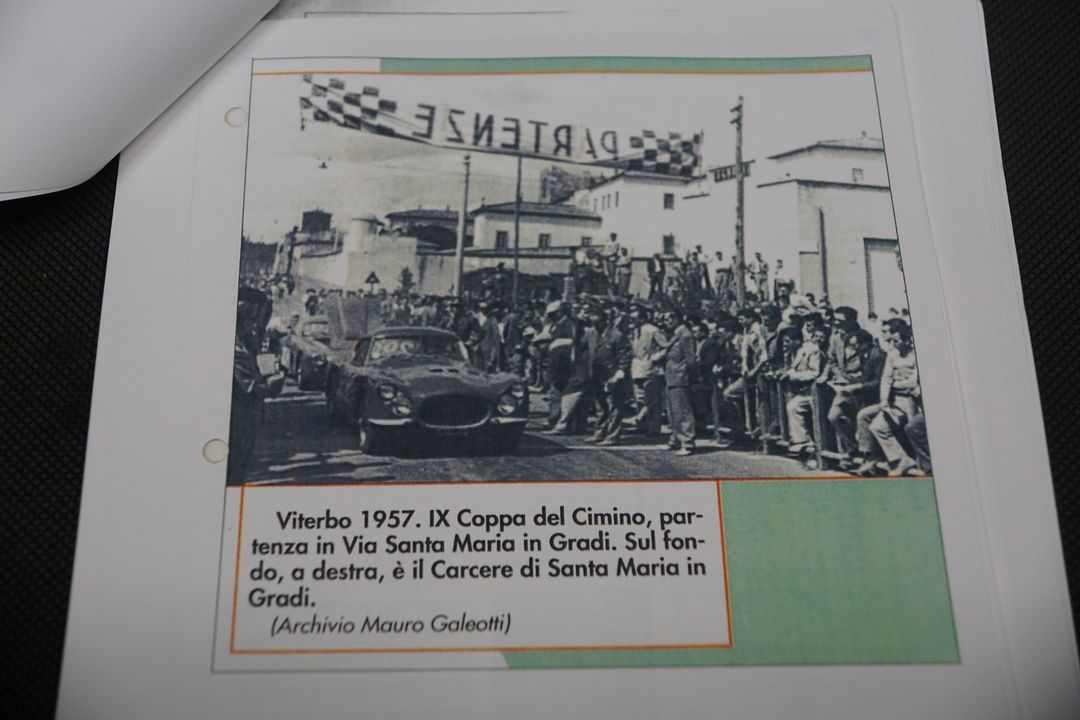 PARTENZE
Viterbo 1957. IX Coppa del Cimino, par-
tenza in Via Santa Maria in Gradi. Sul fon-
do, a destra, è il Carcere di Santa Maria in
Gradi.
(Archivio Mauro Galeotti)